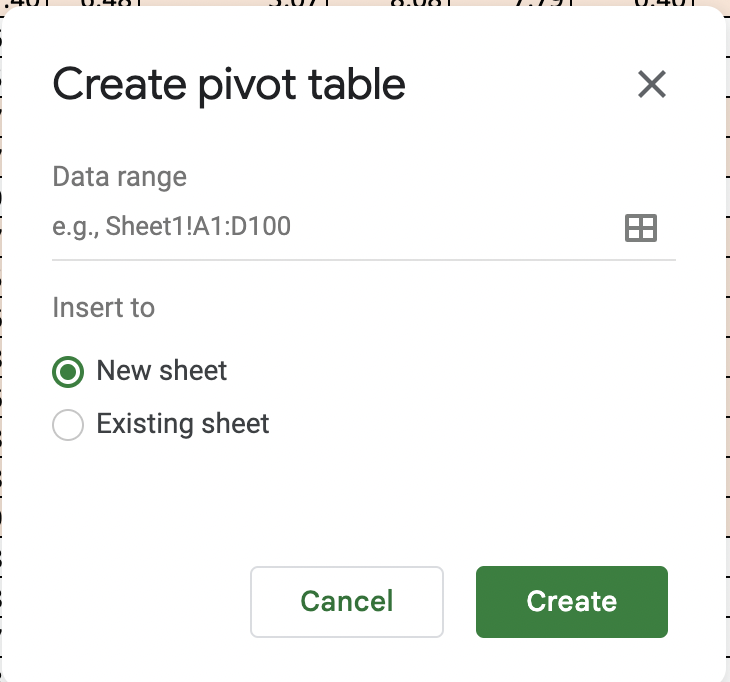 Create pivot table
Data range
e.g., Sheet1!A1:D100
Insert to
New sheet
Existing sheet
Cancel
Create